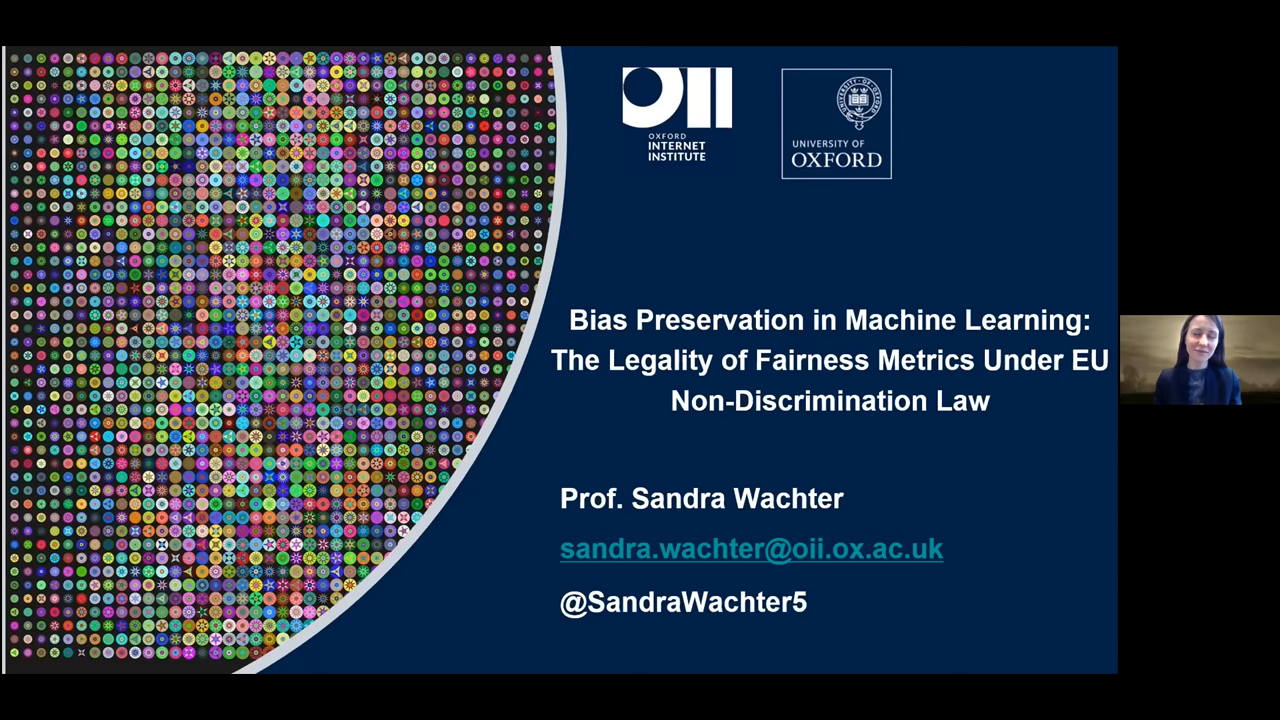 OII
OXFORD
INTERNET
INSTITUTE
UNIVERSITY OF
OXFORD
Bias Preservation in Machine Learning:
The Legality of Fairness Metrics Under EU
Non-Discrimination Law
Prof. Sandra Wachter
sandra.wachter@oii.ox.ac.uk
@SandraWachter5